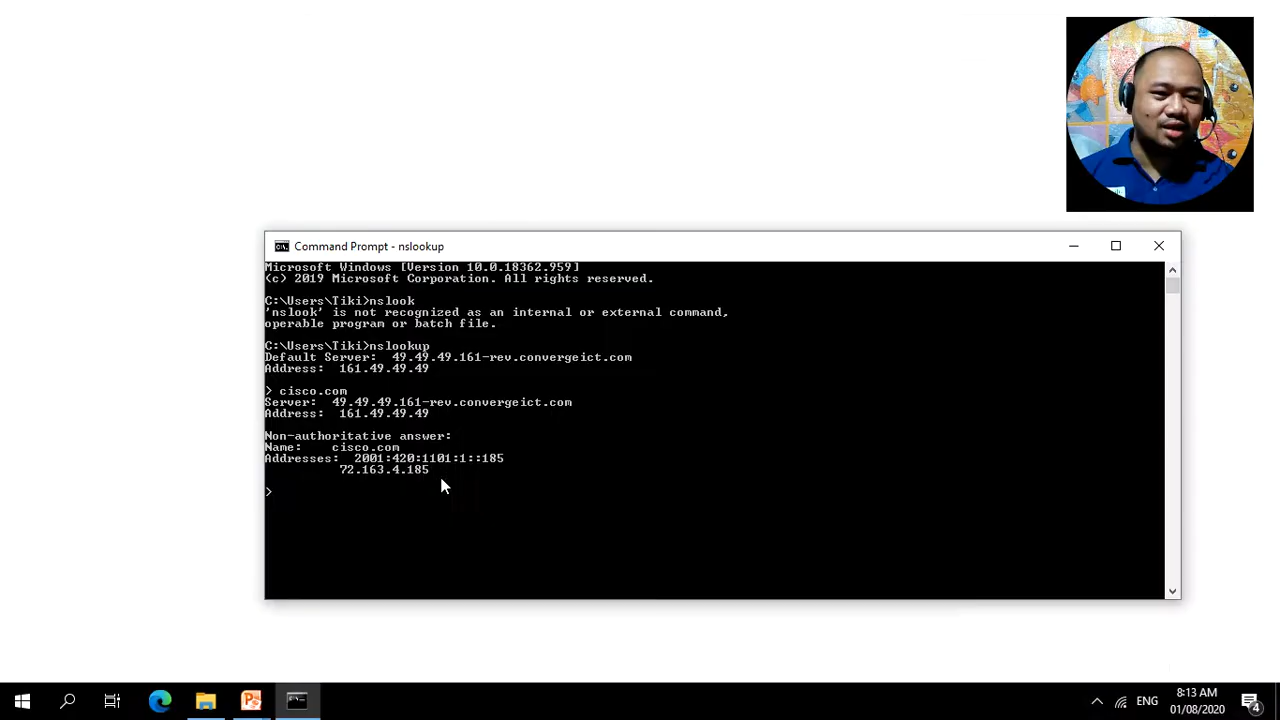 Command Prompt - nslookup
Microsoft Windows [Version 10.0.18362.959]
(c) 2019 Microsoft Corporation. All rights reserved.
C:\Users\Tiki>nslook
'nslook' is not recognized as an internal or external command,
operable program or batch file.
C:\Users\Tiki>nslookup
Default Server:  49.49.49.161-rev.convergeict.com
Address:  161.49.49.49
> cisco.com
Server:  49.49.49.161-rev.convergeict.com
Address:  161.49.49.49
Non-authoritative answer:
Name:    cisco.com
Addresses:  2001:420:1101:1::185
72.163.4.185
>
ENG
8:13 AM
01/08/2020
4